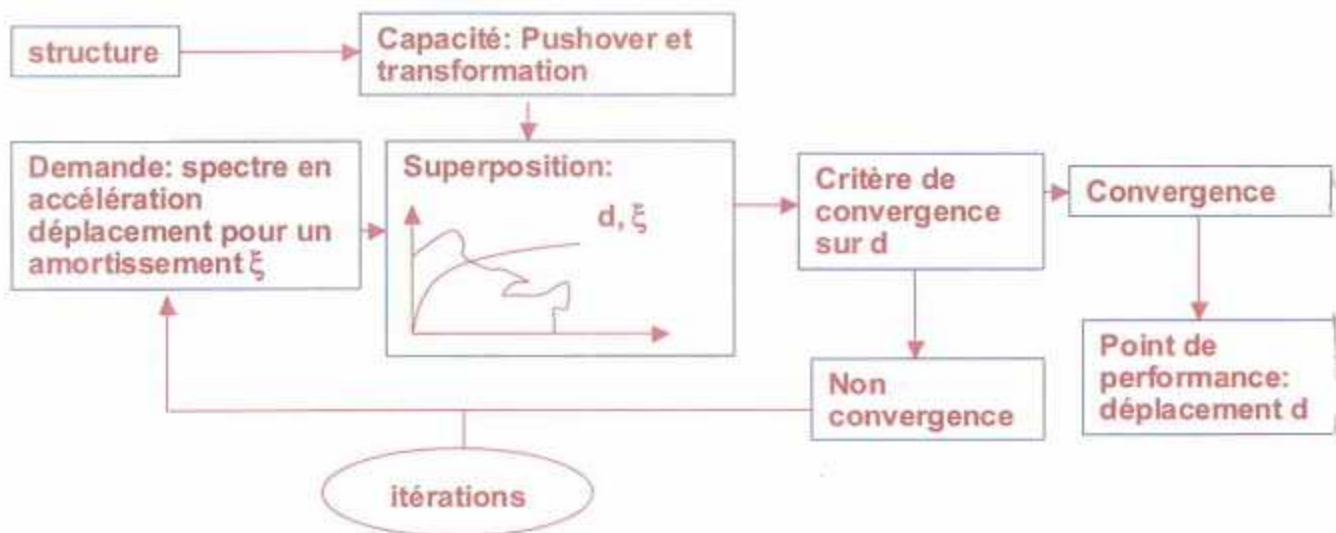 structure
Capacité: Pushover et
transformation
Demande: spectre en
accélération
déplacement pour un
amortissement ξ
Superposition:
d, ξ
Critère de
convergence
sur d
Convergence
Non
convergence
Point de
performance:
déplacement d
itérations